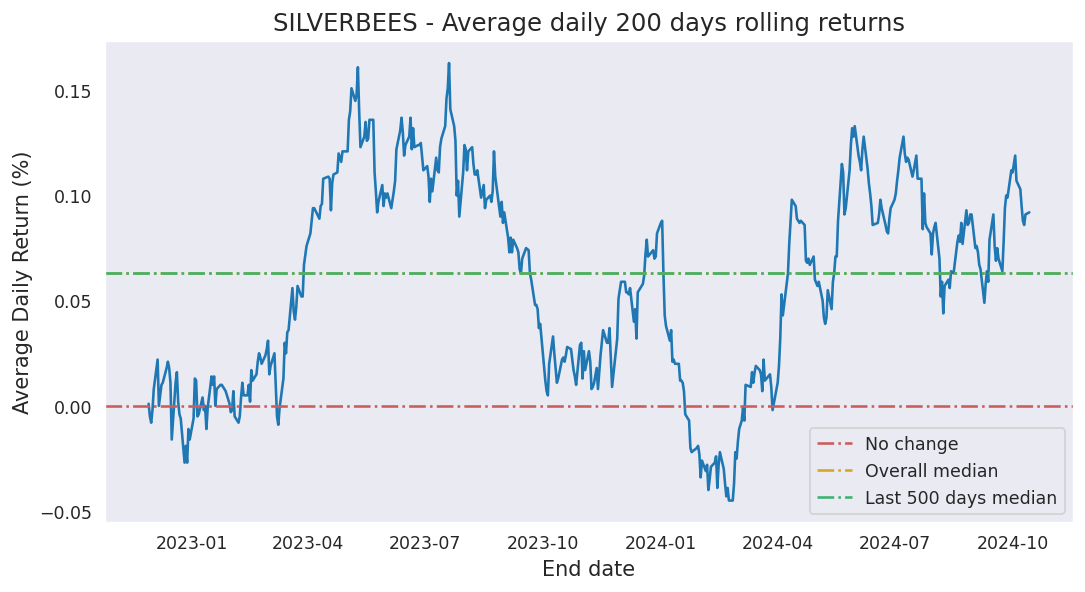 SILVERBEES - Average daily 200 days rolling returns
Average Daily Return (%)
0.15
0.10
0.05
0.00
−0.05
No change
Overall median
Last 500 days median
2023-01 2023-04 2023-07 2023-10 2024-01 2024-04 2024-07 2024-10
End date